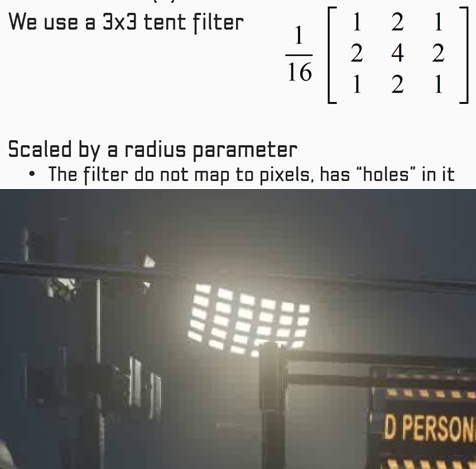 We use a 3x3 tent filter
1
16
1 2 1
2 4 2
1 2 1
Scaled by a radius parameter
• The filter do not map to pixels, has “holes” in it
D PERSON